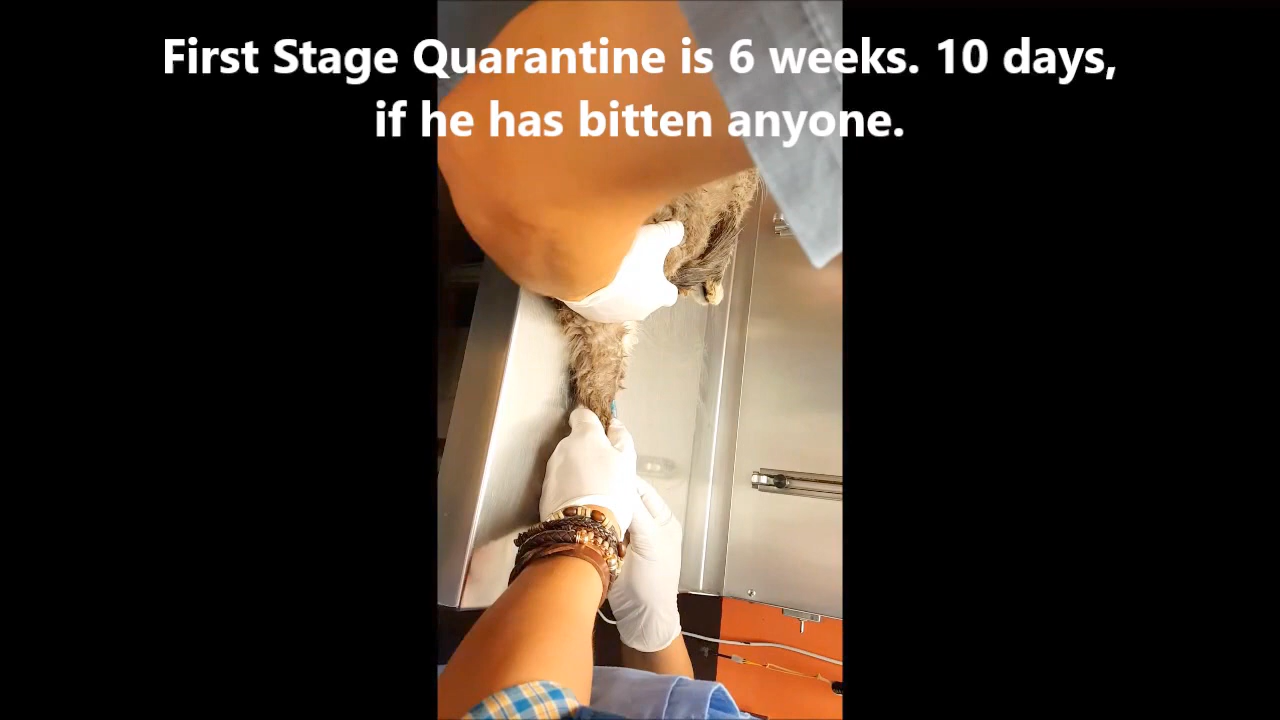 First Stage Quarantine is 6 weeks. 10 days,
if he has bitten anyone.